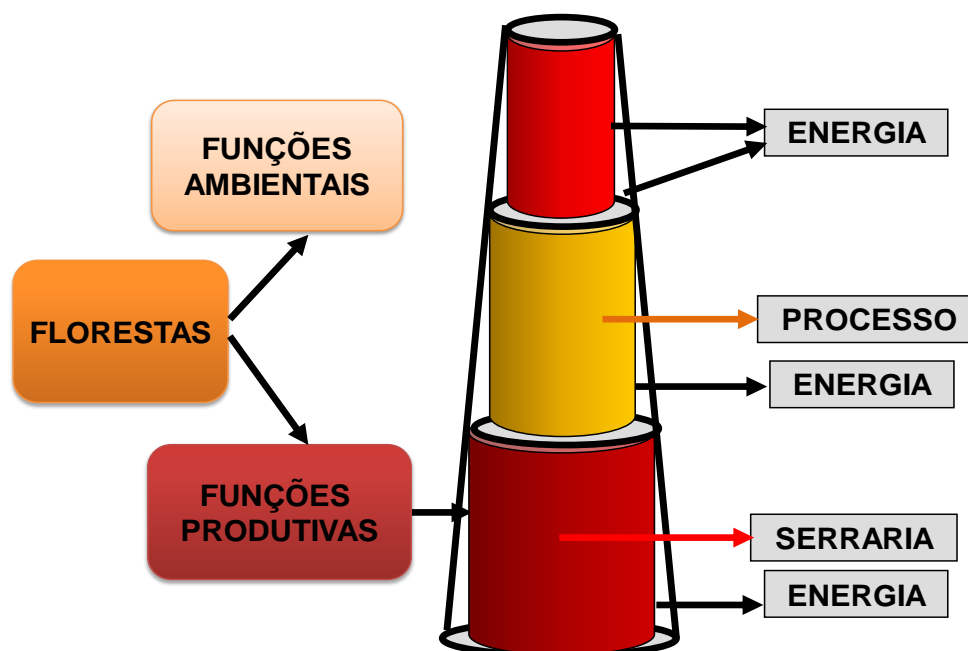 FUNÇÕES
AMBIENTAIS
FLORESTAS
FUNÇÕES
PRODUTIVAS
ENERGIA
PROCESSO
ENERGIA
SERRARIA
ENERGIA